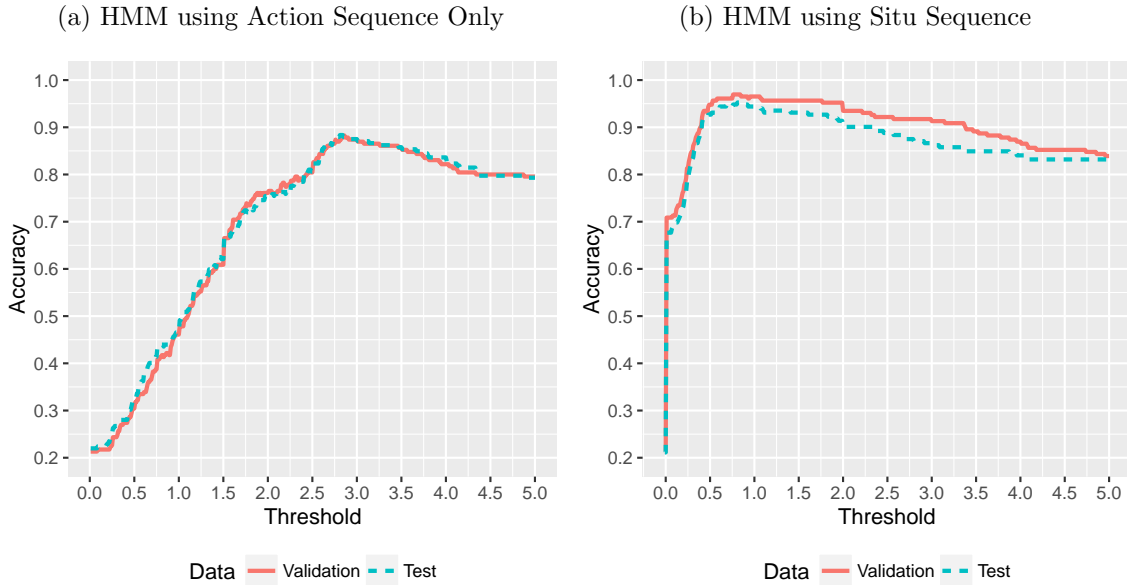 (a) HMM using Action Sequence Only
1.0
0.9
0.8
0.7
0.6
0.5
0.4
0.3
0.2
Accuracy
0.0 0.5 1.0 1.5 2.0 2.5 3.0 3.5 4.0 4.5 5.0
Threshold
Data Validation Test
(b) HMM using Situ Sequence
1.0
0.9
0.8
0.7
0.6
0.5
0.4
0.3
0.2
Accuracy
0.0 0.5 1.0 1.5 2.0 2.5 3.0 3.5 4.0 4.5 5.0
Threshold
Data Validation Test